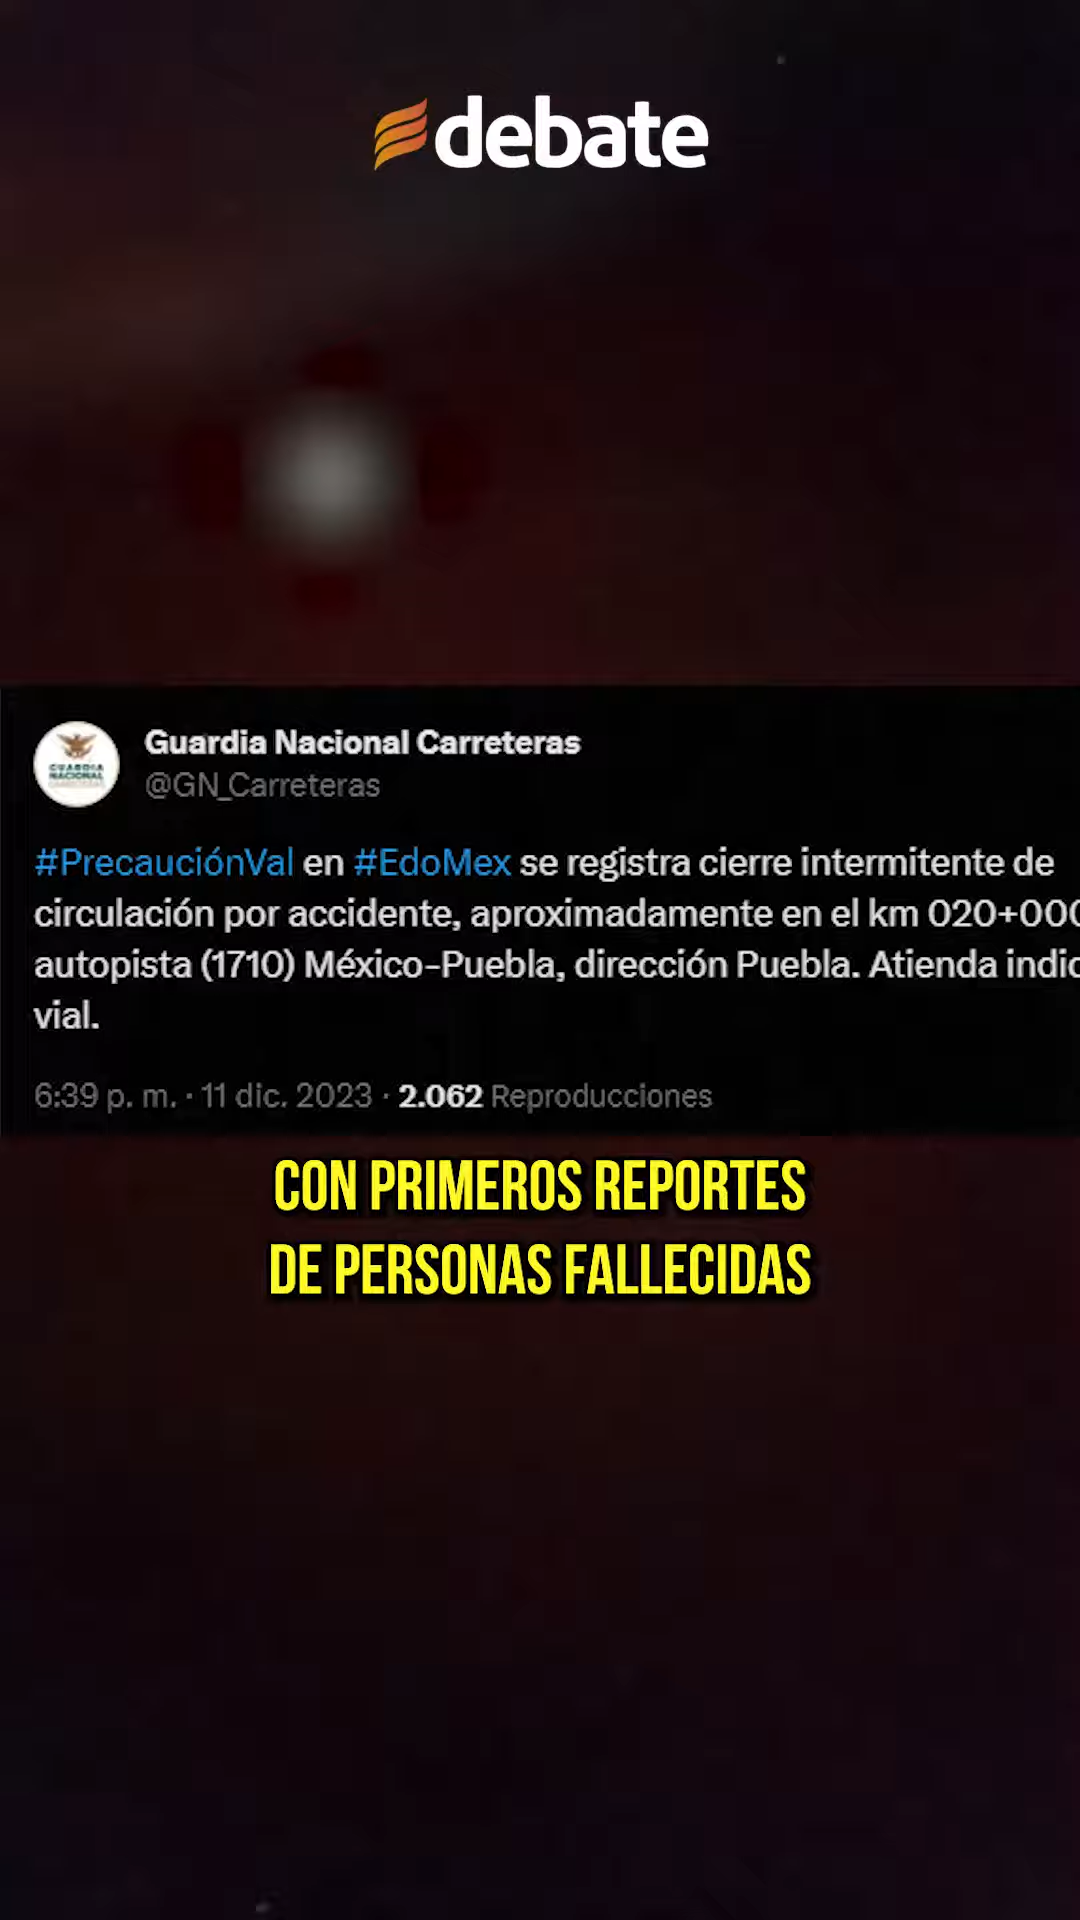 debate
Guardia Nacional Carreteras
@GN_Carreteras
#PrecauciónVal en #EdoMex se registra cierre intermitente de
circulación por accidente, aproximadamente en el km 020+000
autopista (1710) México-Puebla, dirección Puebla. Atienda
vial.
6:39 p. m. · 11 dic. 2023 · 2.062 Reproducciones
CON PRIMEROS REPORTES
DE PERSONAS FALLECIDAS